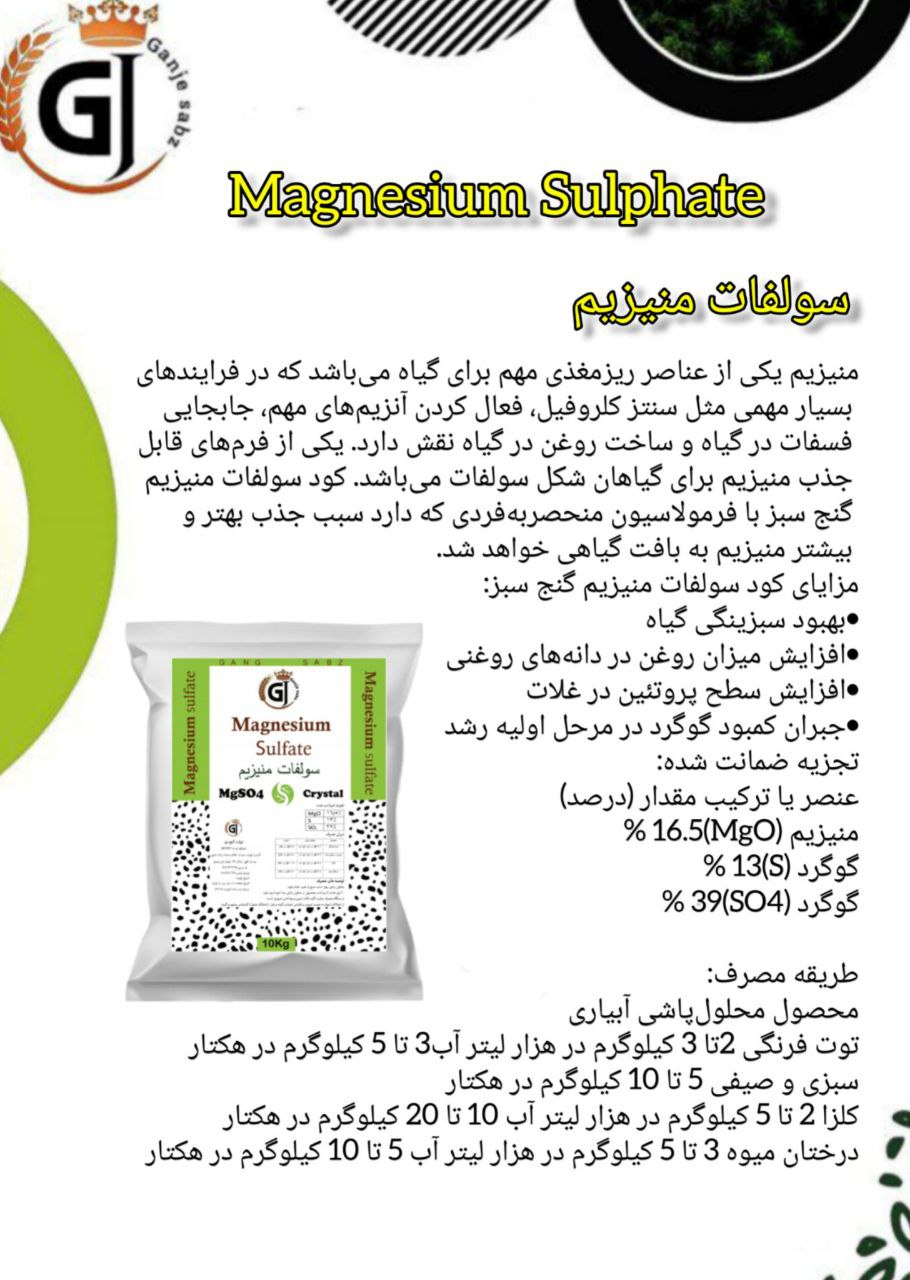 GJ
Ganje sabz
Magnesium Sulphate
سولفات منیزیم
منیزیم یکی از عناصر ریزمغذی مهم برای گیاه می‌باشد که در فرایندهای
بسیار مهمی مثل سنتز کلروفیل، فعال کردن آنزیم‌های مهم، جابجایی
فسفات در گیاه و ساخت روغن در گیاه نقش دارد. یکی از فرم‌های قابل
جذب منیزیم برای گیاهان شکل سولفات می‌باشد. کود سولفات منیزیم
گنج سبز با فرمولاسیون منحصربه‌فردی که دارد سبب جذب بهتر و
بیشتر منیزیم به بافت گیاهی خواهد شد.
مزایای کود سولفات منیزیم گنج سبز:
•بهبود سبزینگی گیاه
•افزایش میزان روغن در دانه‌های روغنی
•افزایش سطح پروتئین در غلات
•جبران کمبود گوگرد در مرحل اولیه رشد
تجزیه ضمانت شده:
عنصر یا ترکیب مقدار (درصد)
منیزیم (MgO)16.5 %
گوگرد (S)13 %
گوگرد (SO4)39 %
طریقه مصرف:
محصول محلول‌پاشی آبیاری
توت فرنگی 2تا 3 کیلوگرم در هزار لیتر آب3 تا 5 کیلوگرم در هکتار
سبزی و صیفی 5 تا 10 کیلوگرم در هکتار
کلزا 2 تا 5 کیلوگرم در هزار لیتر آب 10 تا 20 کیلوگرم در هکتار
درختان میوه 3 تا 5 کیلوگرم در هزار لیتر آب 5 تا 10 کیلوگرم در هکتار
GANG SABZ
GJ
Magnesium sulfate
Magnesium sulfate
Magnesium
Sulfate
سولفات منیزیم
MgSO4 Crystal
MgO
S
SO4
10Kg